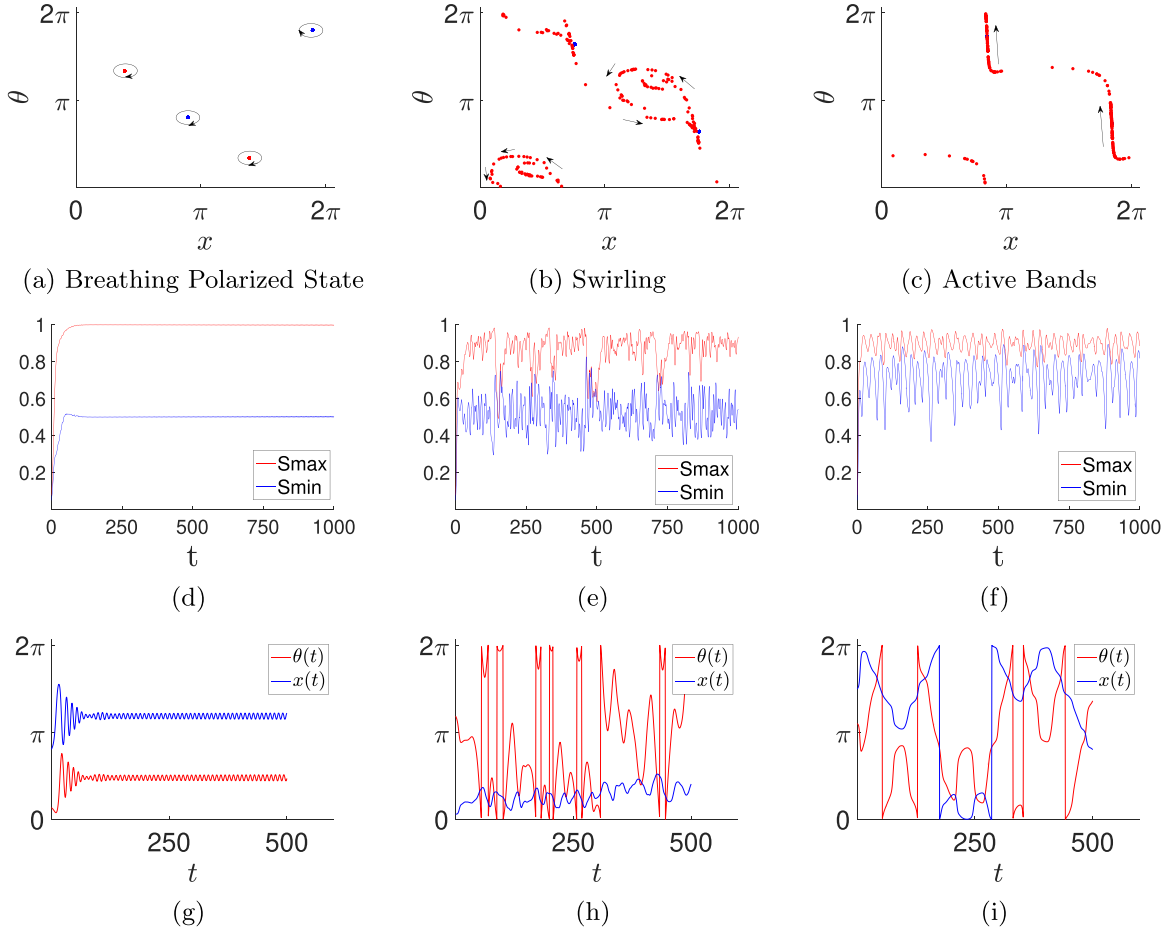 2π
π
θ
0
π
2π
x
(a) Breathing Polarized State
2π
π
θ
0
π
2π
x
(b) Swirling
2π
π
θ
0
π
2π
x
(c) Active Bands
1
0.8
0.6
0.4
0.2
Smax
Smin
0
250
500
750
1000
t
(d)
1
0.8
0.6
0.4
0.2
Smax
Smin
0
250
500
750
1000
t
(e)
1
0.8
0.6
0.4
0.2
Smax
Smin
0
250
500
750
1000
t
(f)
2π
π
0
θ(t)
x(t)
250
500
t
(g)
2π
π
0
θ(t)
x(t)
250
500
t
(h)
2π
π
0
θ(t)
x(t)
250
500
t
(i)